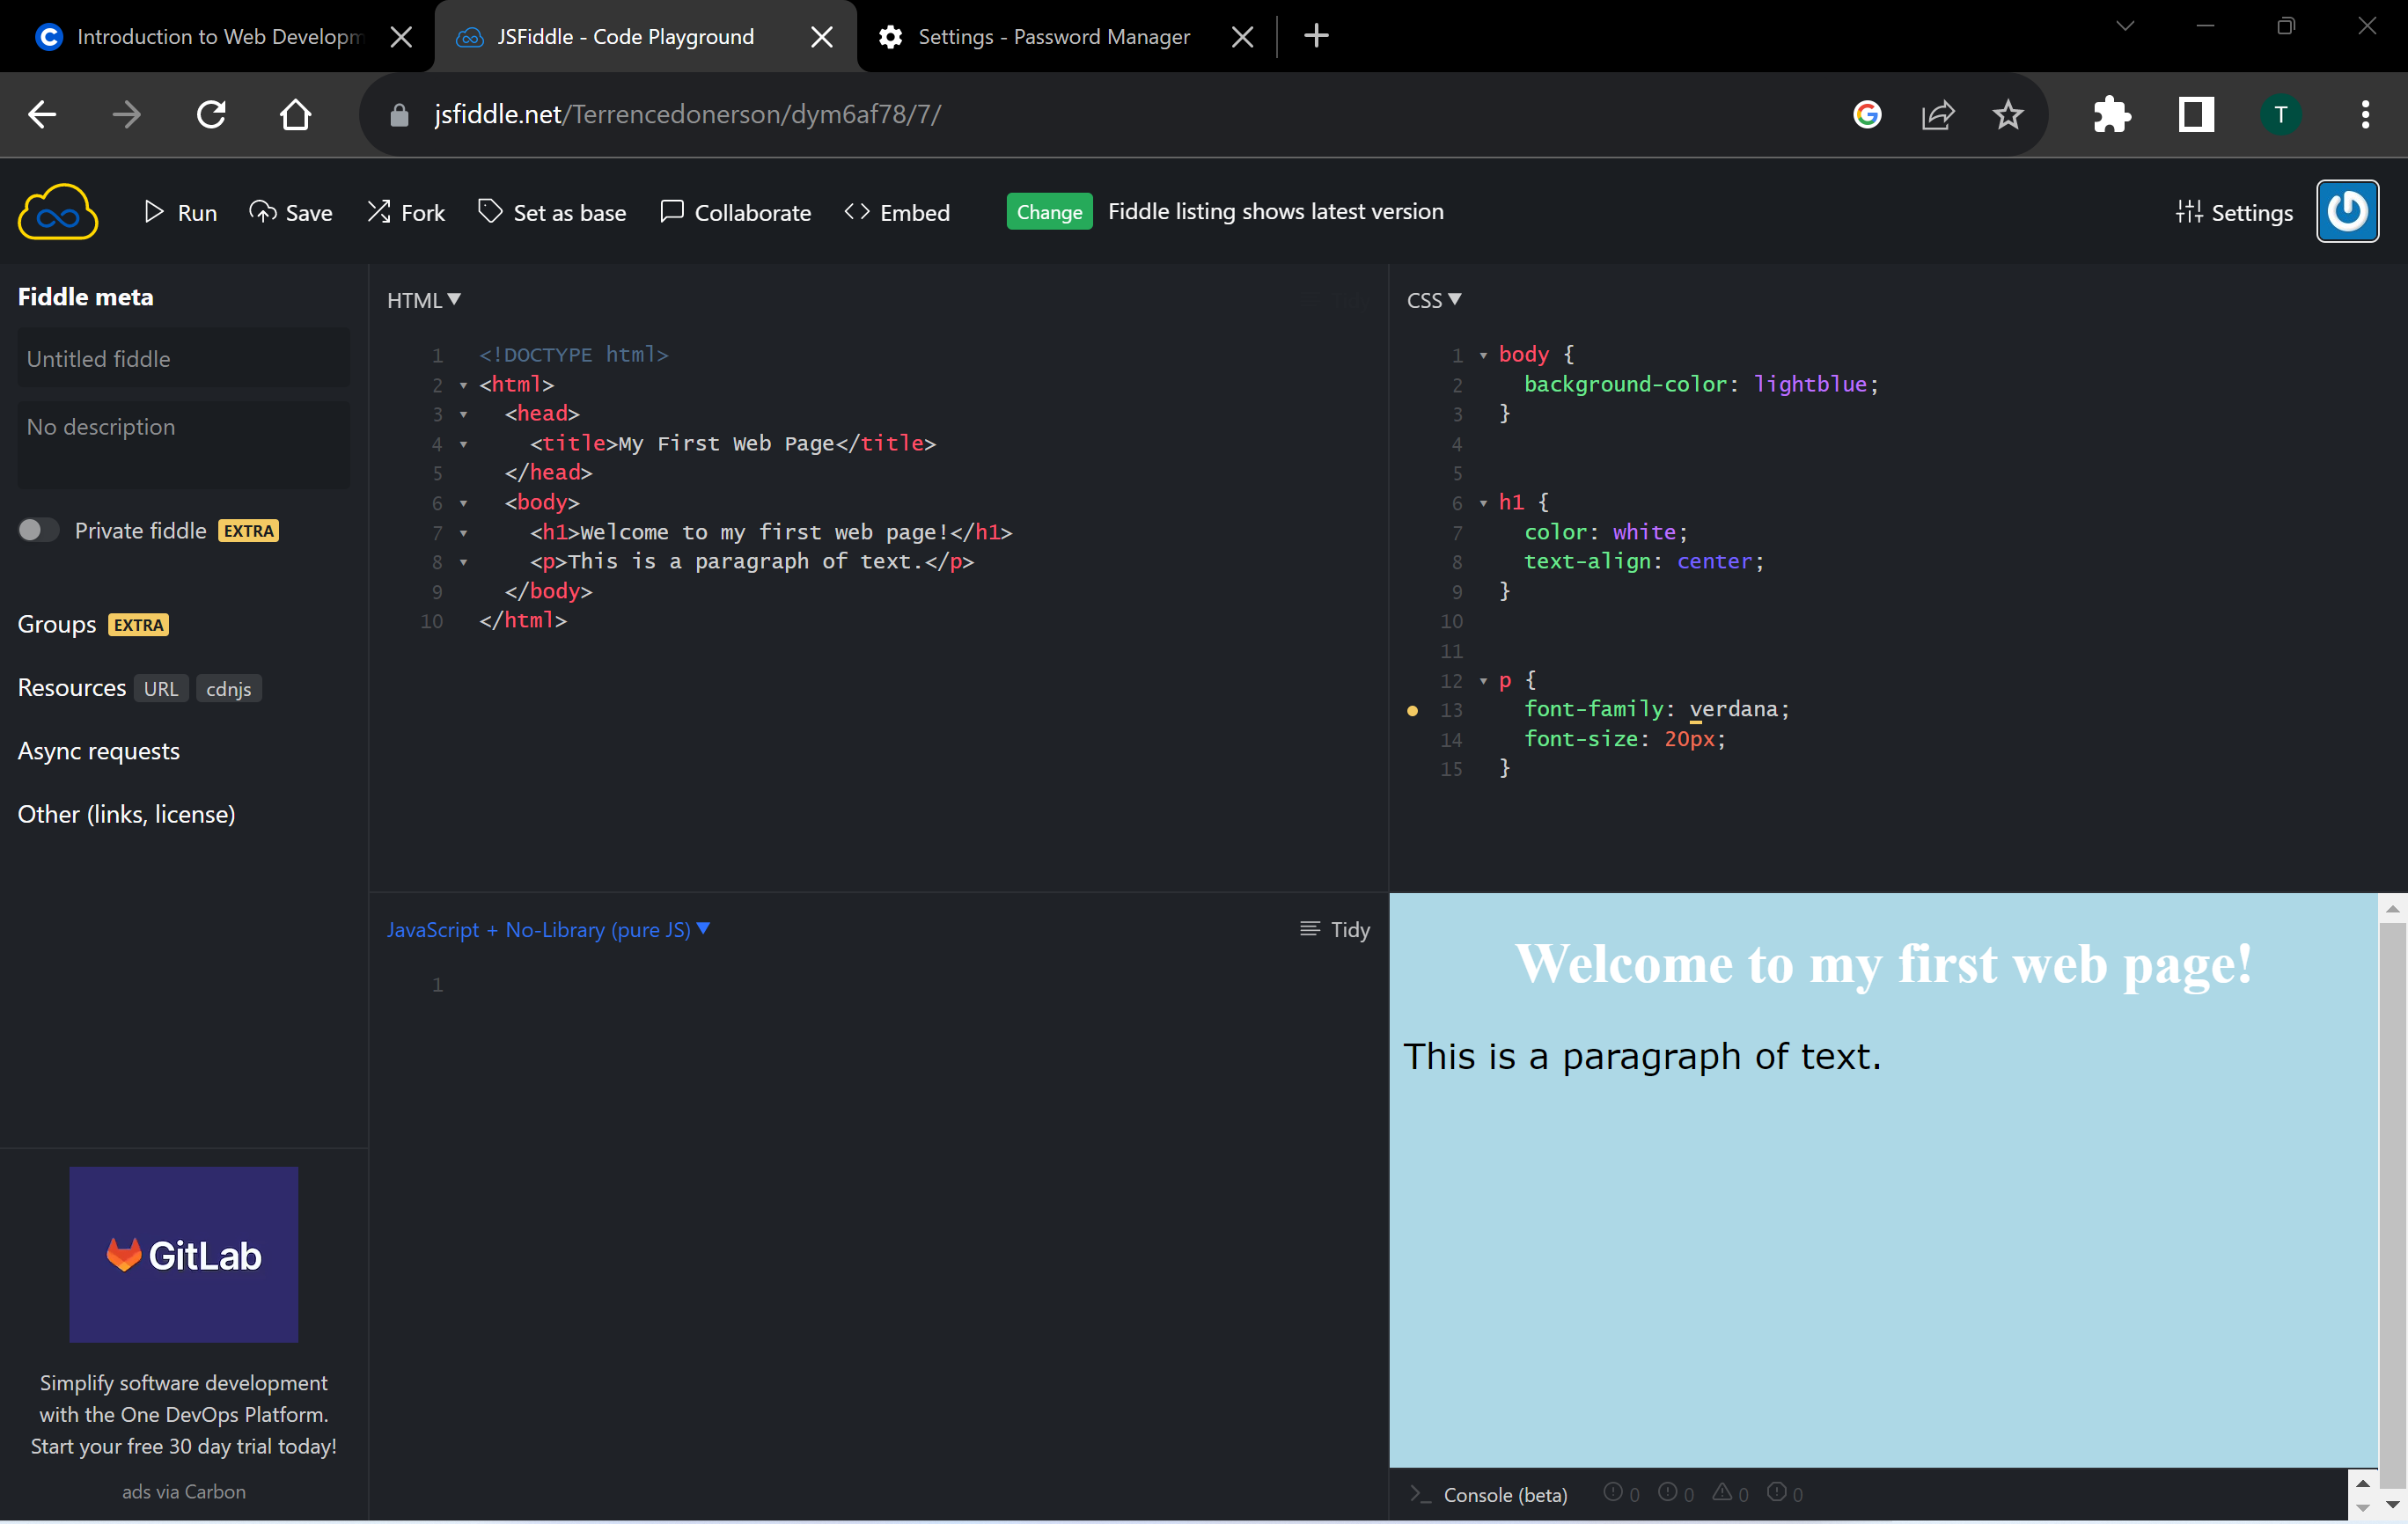 Introduction to Web Developm
JSFiddle - Code Playground
Settings - Password Manager
jsfiddle.net/Terrencedonerson/dym6af78/7/
T
Run
Save
Fork
Set as base
Collaborate
Embed
Change
Fiddle listing shows latest version
Settings
Fiddle meta
Untitled fiddle
No description
Private fiddle EXTRA
Groups EXTRA
Resources URL cdnjs
Async requests
Other (links, license)
GitLab
Simplify software development
with the One DevOps Platform.
Start your free 30 day trial today!
ads via Carbon
HTML
1 <!DOCTYPE html>
2 <html>
3 <head>
4 <title>My First Web Page</title>
5 </head>
6 <body>
7 <h1>Welcome to my first web page!</h1>
8 <p>This is a paragraph of text.</p>
9 </body>
10 </html>
CSS
1 body {
2 background-color: lightblue;
3 }
4
5
6 h1 {
7 color: white;
8 text-align: center;
9 }
10
11
12 p {
13 font-family: verdana;
14 font-size: 20px;
15 }
JavaScript + No-Library (pure JS)
Tidy
1
Welcome to my first web page!
This is a paragraph of text.
Console (beta)
0 0 0 0